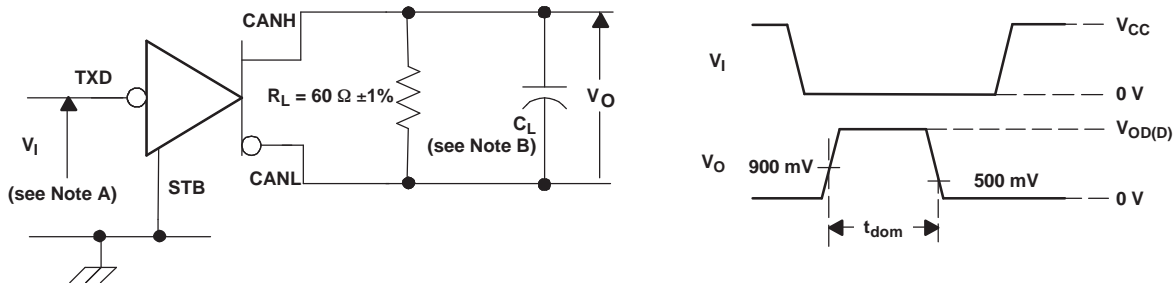 CANH
TXD
R_L = 60 Ω ±1%
C_L
(see Note B)
V_O
V_I
(see Note A)
STB
CANL
V_I
V_CC
0 V
V_OD(D)
V_O
900 mV
500 mV
0 V
t_dom